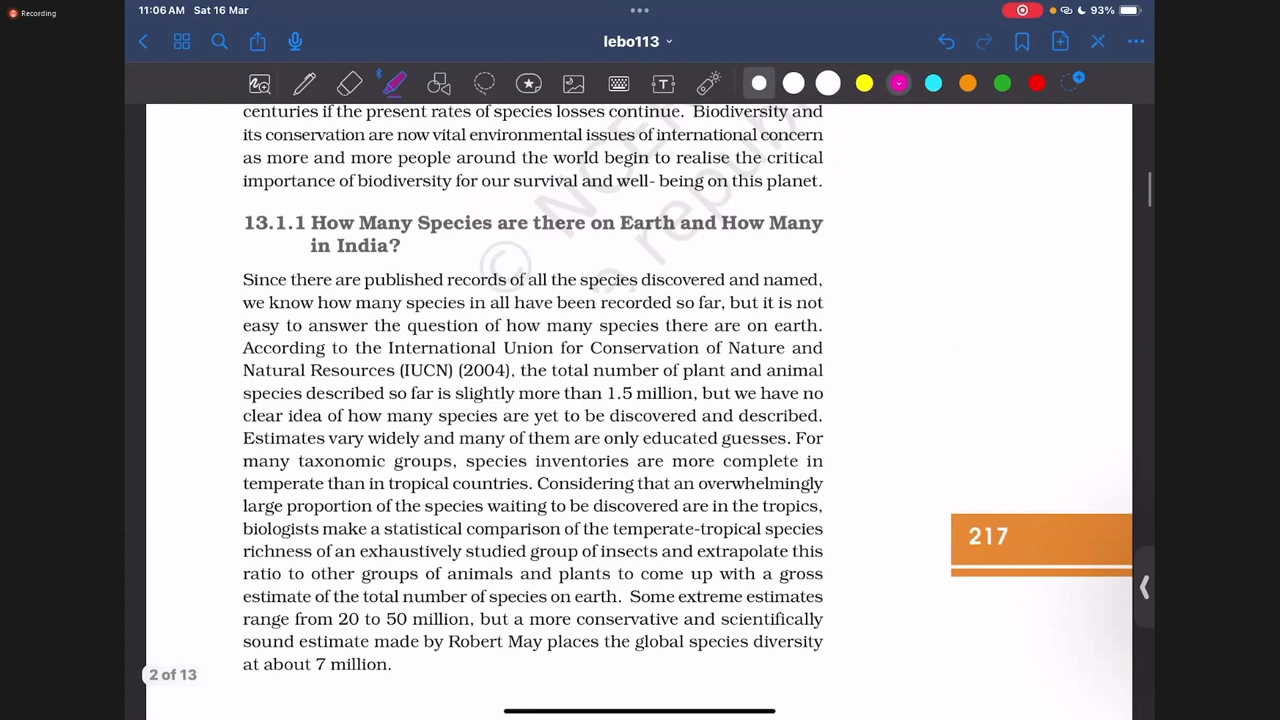 Recording
11:06 AM Sat 16 Mar
93%
lebo113
centuries if the present rates of species losses continue. Biodiversity and
its conservation are now vital environmental issues of international concern
as more and more people around the world begin to realise the critical
importance of biodiversity for our survival and well- being on this planet.
13.1.1 How Many Species are there on Earth and How Many
in India?
Since there are published records of all the species discovered and named,
we know how many species in all have been recorded so far, but it is not
easy to answer the question of how many species there are on earth.
According to the International Union for Conservation of Nature and
Natural Resources (IUCN) (2004), the total number of plant and animal
species described so far is slightly more than 1.5 million, but we have no
clear idea of how many species are yet to be discovered and described.
Estimates vary widely and many of them are only educated guesses. For
many taxonomic groups, species inventories are more complete in
temperate than in tropical countries. Considering that an overwhelmingly
large proportion of the species waiting to be discovered are in the tropics,
biologists make a statistical comparison of the temperate-tropical species
richness of an exhaustively studied group of insects and extrapolate this
ratio to other groups of animals and plants to come up with a gross
estimate of the total number of species on earth. Some extreme estimates
range from 20 to 50 million, but a more conservative and scientifically
sound estimate made by Robert May places the global species diversity
at about 7 million.
217
2 of 13